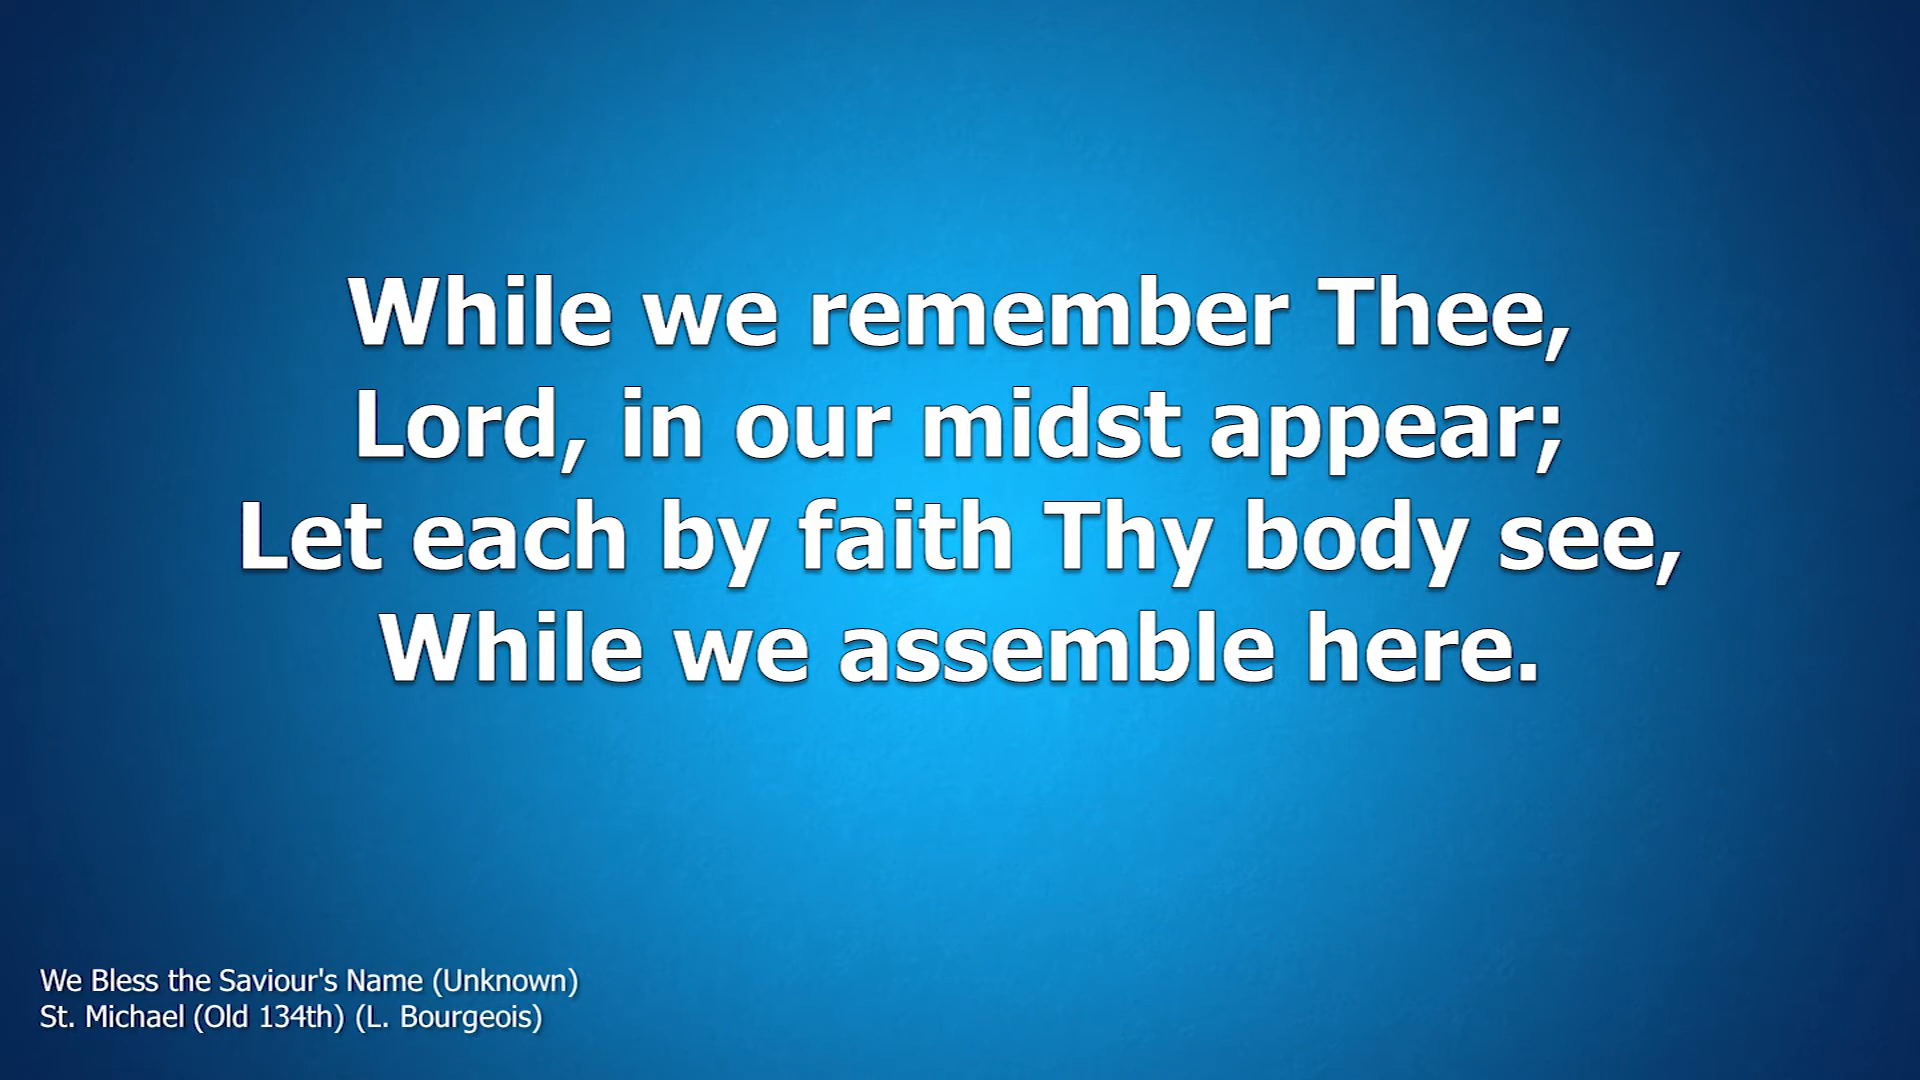 While we remember Thee,
Lord, in our midst appear;
Let each by faith Thy body see,
While we assemble here.
We Bless the Saviour's Name (Unknown)
St. Michael (Old 134th) (L. Bourgeois)